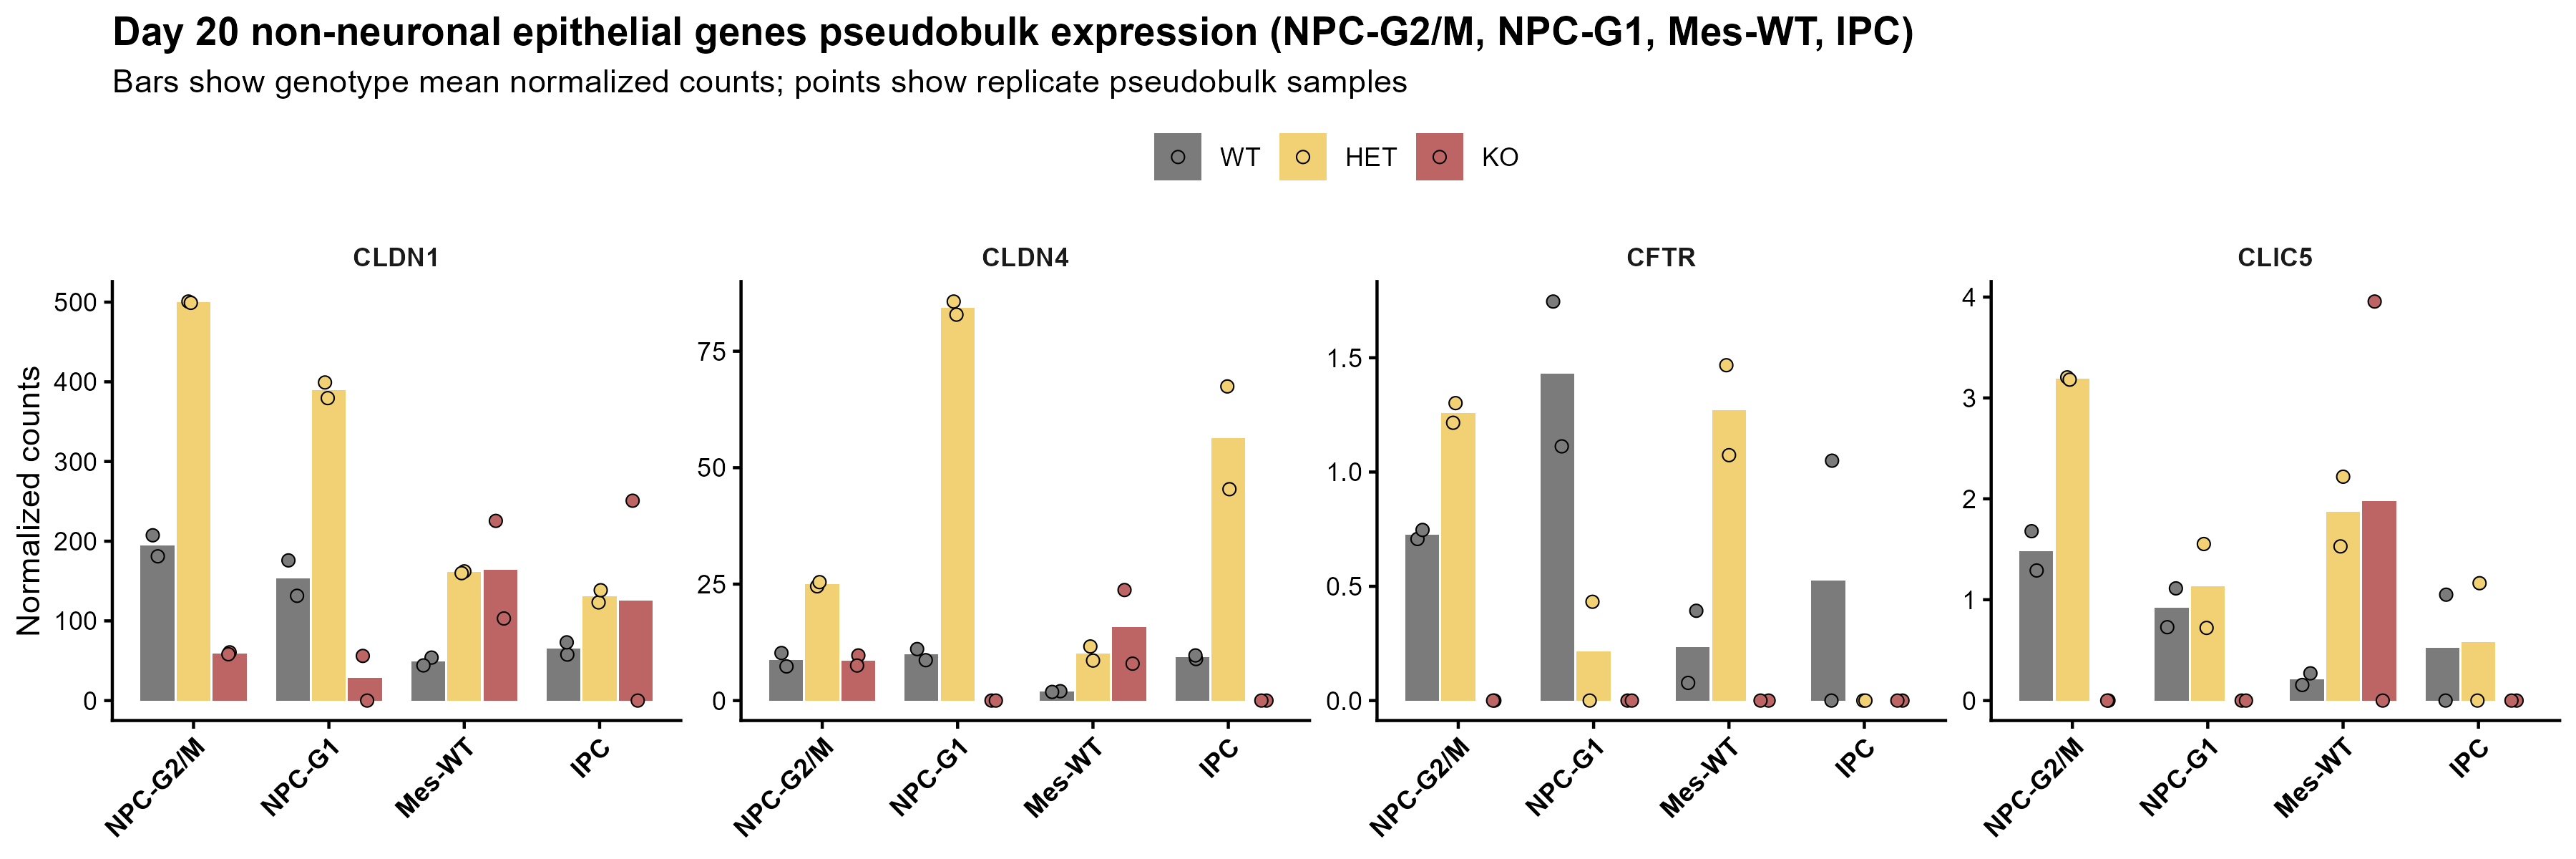 Day 20 non-neuronal epithelial genes pseudobulk expression (NPC-G2/M, NPC-G1, Mes-WT, IPC)
Bars show genotype mean normalized counts; points show replicate pseudobulk samples
WT HET KO
CLDN1 CLDN4 CFTR CLIC5
Normalized counts
500
400
300
200
100
0
NPC-G2/M NPC-G1 Mes-WT IPC
75
50
25
0
NPC-G2/M NPC-G1 Mes-WT IPC
1.5
1.0
0.5
0.0
NPC-G2/M NPC-G1 Mes-WT IPC
4
3
2
1
0
NPC-G2/M NPC-G1 Mes-WT IPC